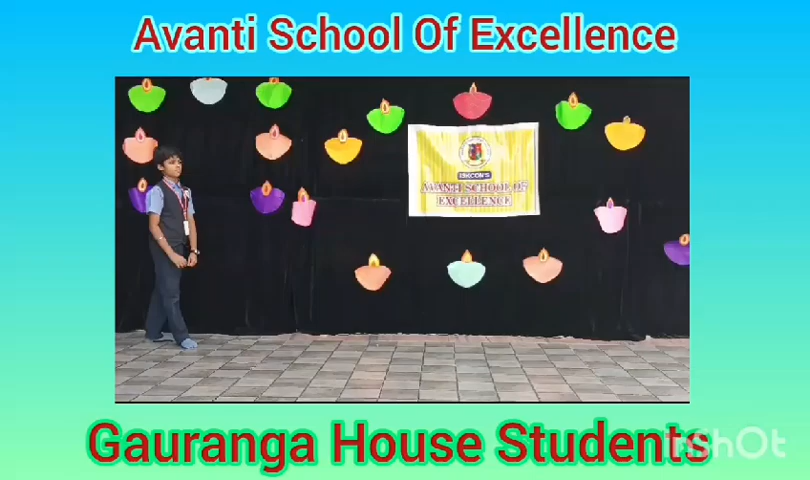 Avanti School Of Excellence
ISKCON'S
AVANTI SCHOOL OF
EXCELLENCE
Gauranga House Students
InShOt